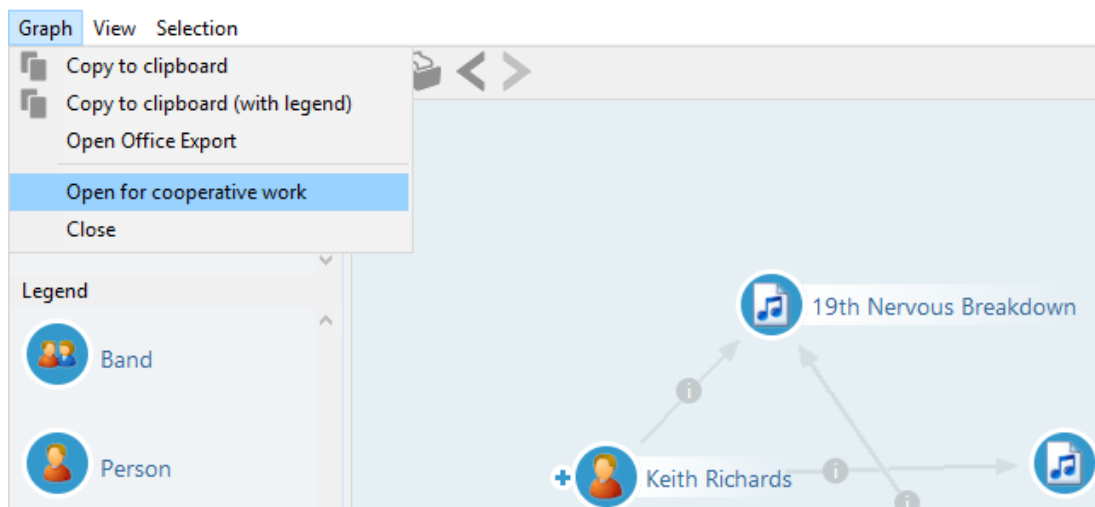 Graph View Selection
Copy to clipboard
Copy to clipboard (with legend)
Open Office Export
Open for cooperative work
Close
Legend
Band
Person
19th Nervous Breakdown
Keith Richards